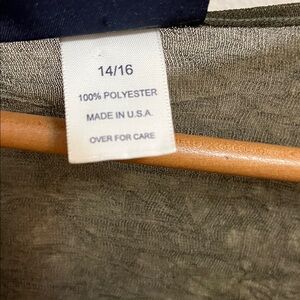 14/16
100% POLYESTER
MADE IN U.S.A.
OVER FOR CARE